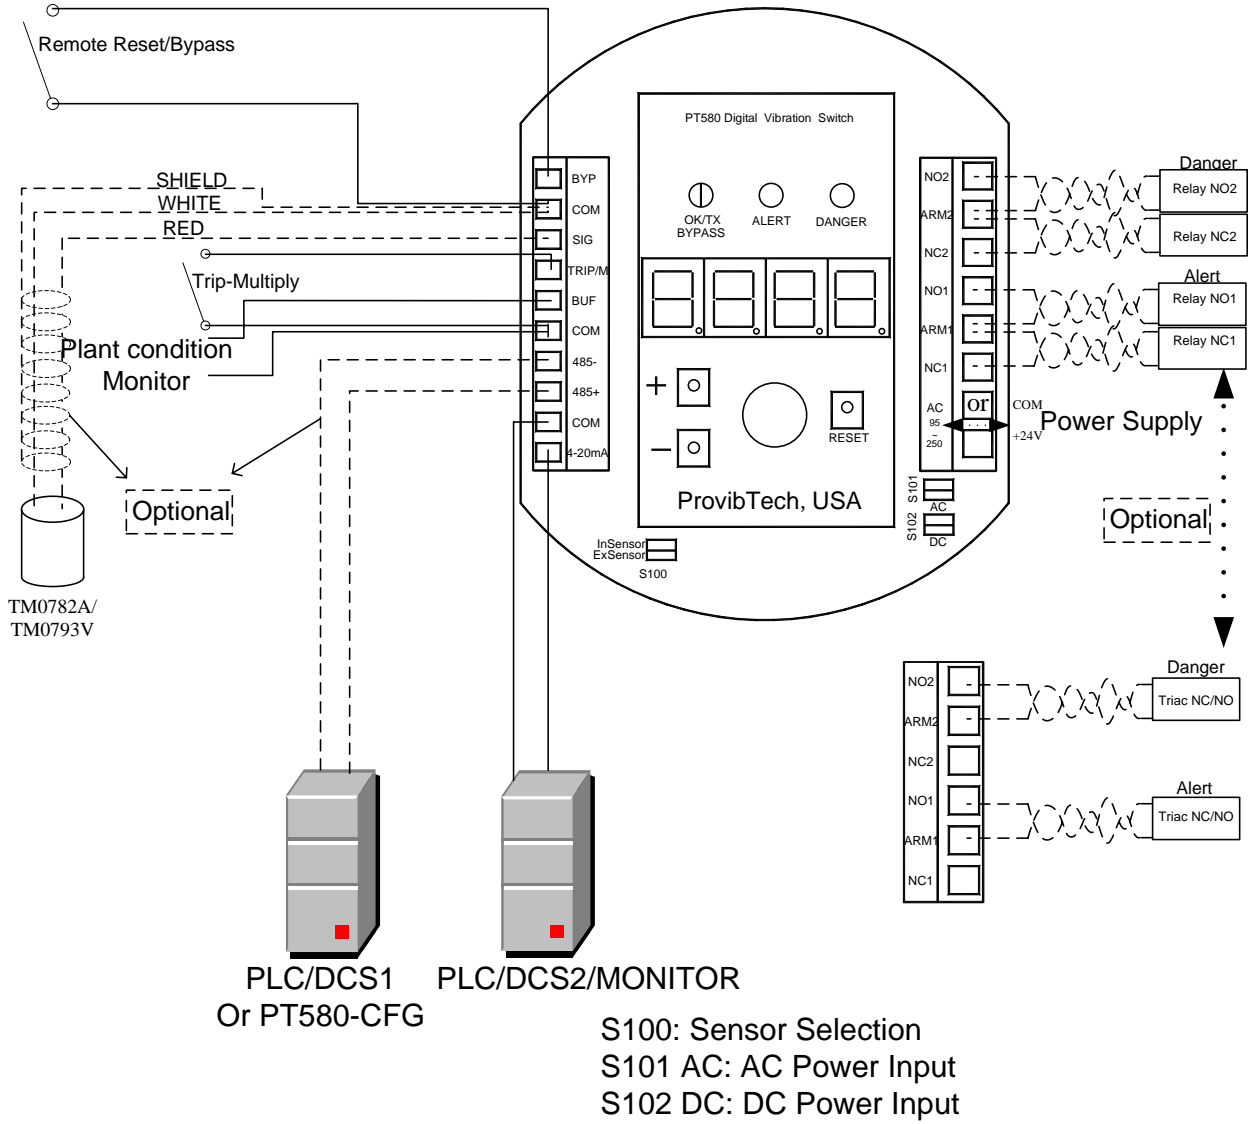 Remote Reset/Bypass
SHIELD
WHITE
RED
Trip-Multiply
Plant condition
Monitor
Optional
TM0782A/
TM0793V
BYP
COM
SIG
TRIP/M
BUF
COM
485-
485+
COM
4-20mA
PT580 Digital Vibration Switch
OK/TX
BYPASS
ALERT
DANGER
+
−
RESET
ProvibTech, USA
InSensor
ExSensor
S100
NO2
ARM2
NC2
NO1
ARM1
NC1
AC
95
~
250
or
COM
+24V
Power Supply
S101
AC
S102
DC
Danger
Relay NO2
Relay NC2
Alert
Relay NO1
Relay NC1
Optional
NO2
ARM2
NC2
NO1
ARM1
NC1
Danger
Triac NC/NO
Alert
Triac NC/NO
PLC/DCS1
Or PT580-CFG
PLC/DCS2/MONITOR
S100: Sensor Selection
S101 AC: AC Power Input
S102 DC: DC Power Input